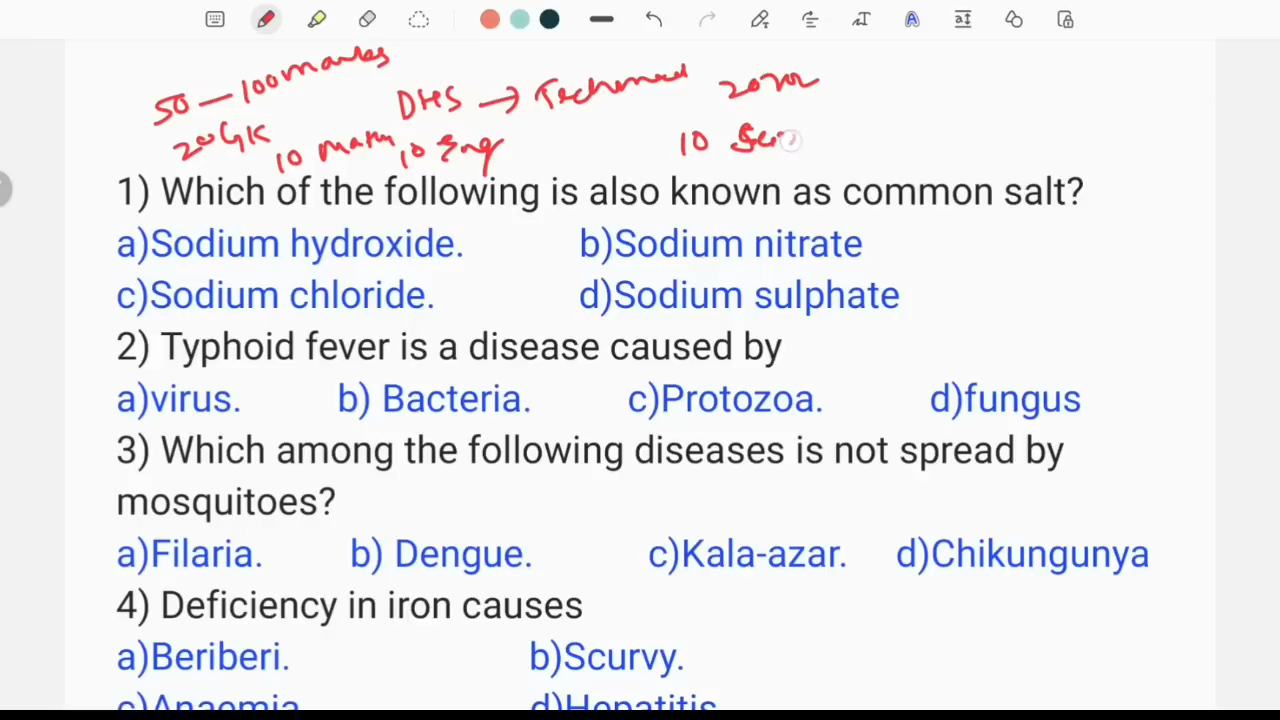 50 — 100 marks
DHS → Technical
20 GK 10 Math 10 Eng
10
1) Which of the following is also known as common salt?
a)Sodium hydroxide. b)Sodium nitrate
c)Sodium chloride. d)Sodium sulphate
2) Typhoid fever is a disease caused by
a)virus. b) Bacteria. c)Protozoa. d)fungus
3) Which among the following diseases is not spread by
mosquitoes?
a)Filaria. b) Dengue. c)Kala-azar. d)Chikungunya
4) Deficiency in iron causes
a)Beriberi. b)Scurvy.
c)Anaemia d)Hepatitis